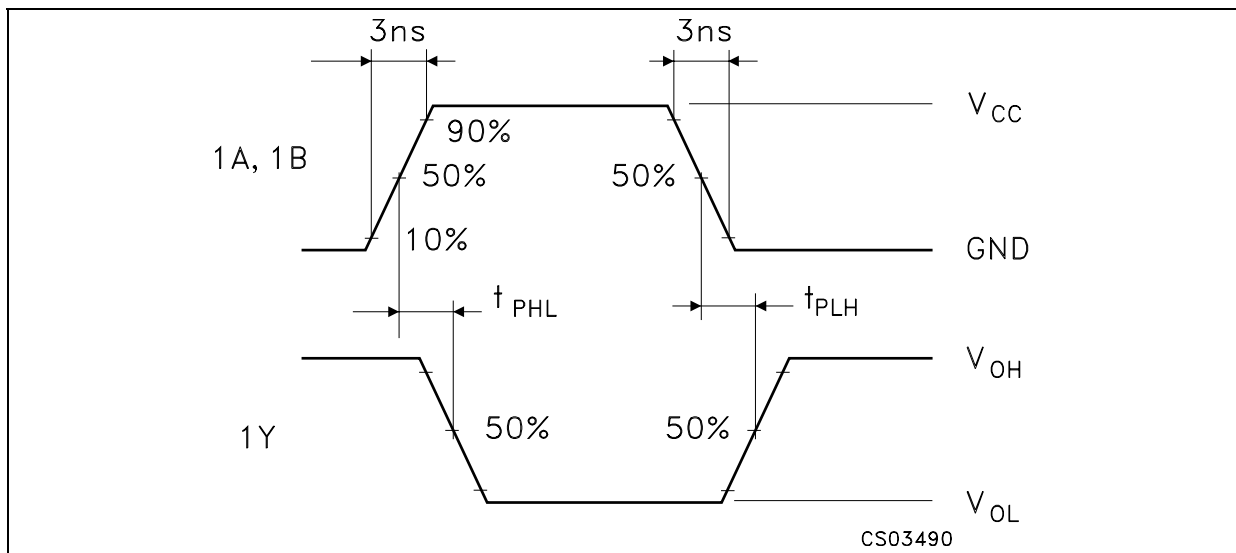 3ns 3ns
V_CC
90%
1A, 1B
50% 50%
10%
GND
t_PHL t_PLH
V_OH
50% 50%
1Y
V_OL
CS03490